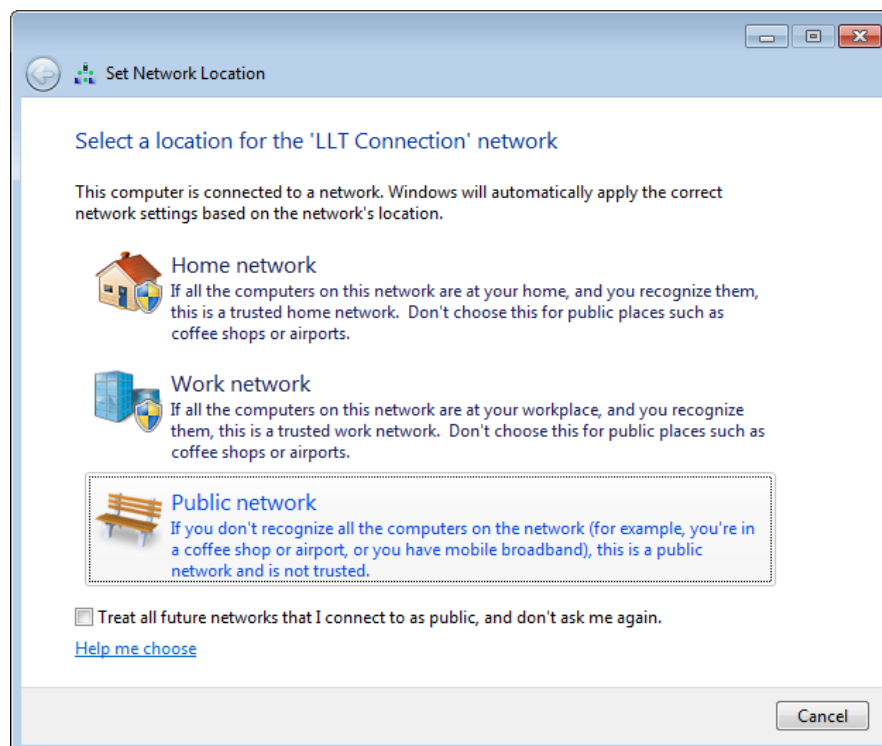 Set Network Location
Select a location for the 'LLT Connection' network
This computer is connected to a network. Windows will automatically apply the correct
network settings based on the network's location.
Home network
If all the computers on this network are at your home, and you recognize them,
this is a trusted home network.  Don't choose this for public places such as
coffee shops or airports.
Work network
If all the computers on this network are at your workplace, and you recognize
them, this is a trusted work network.  Don't choose this for public places such as
coffee shops or airports.
Public network
If you don't recognize all the computers on the network (for example, you're in
a coffee shop or airport, or you have mobile broadband), this is a public
network and is not trusted.
Treat all future networks that I connect to as public, and don't ask me again.
Help me choose
Cancel